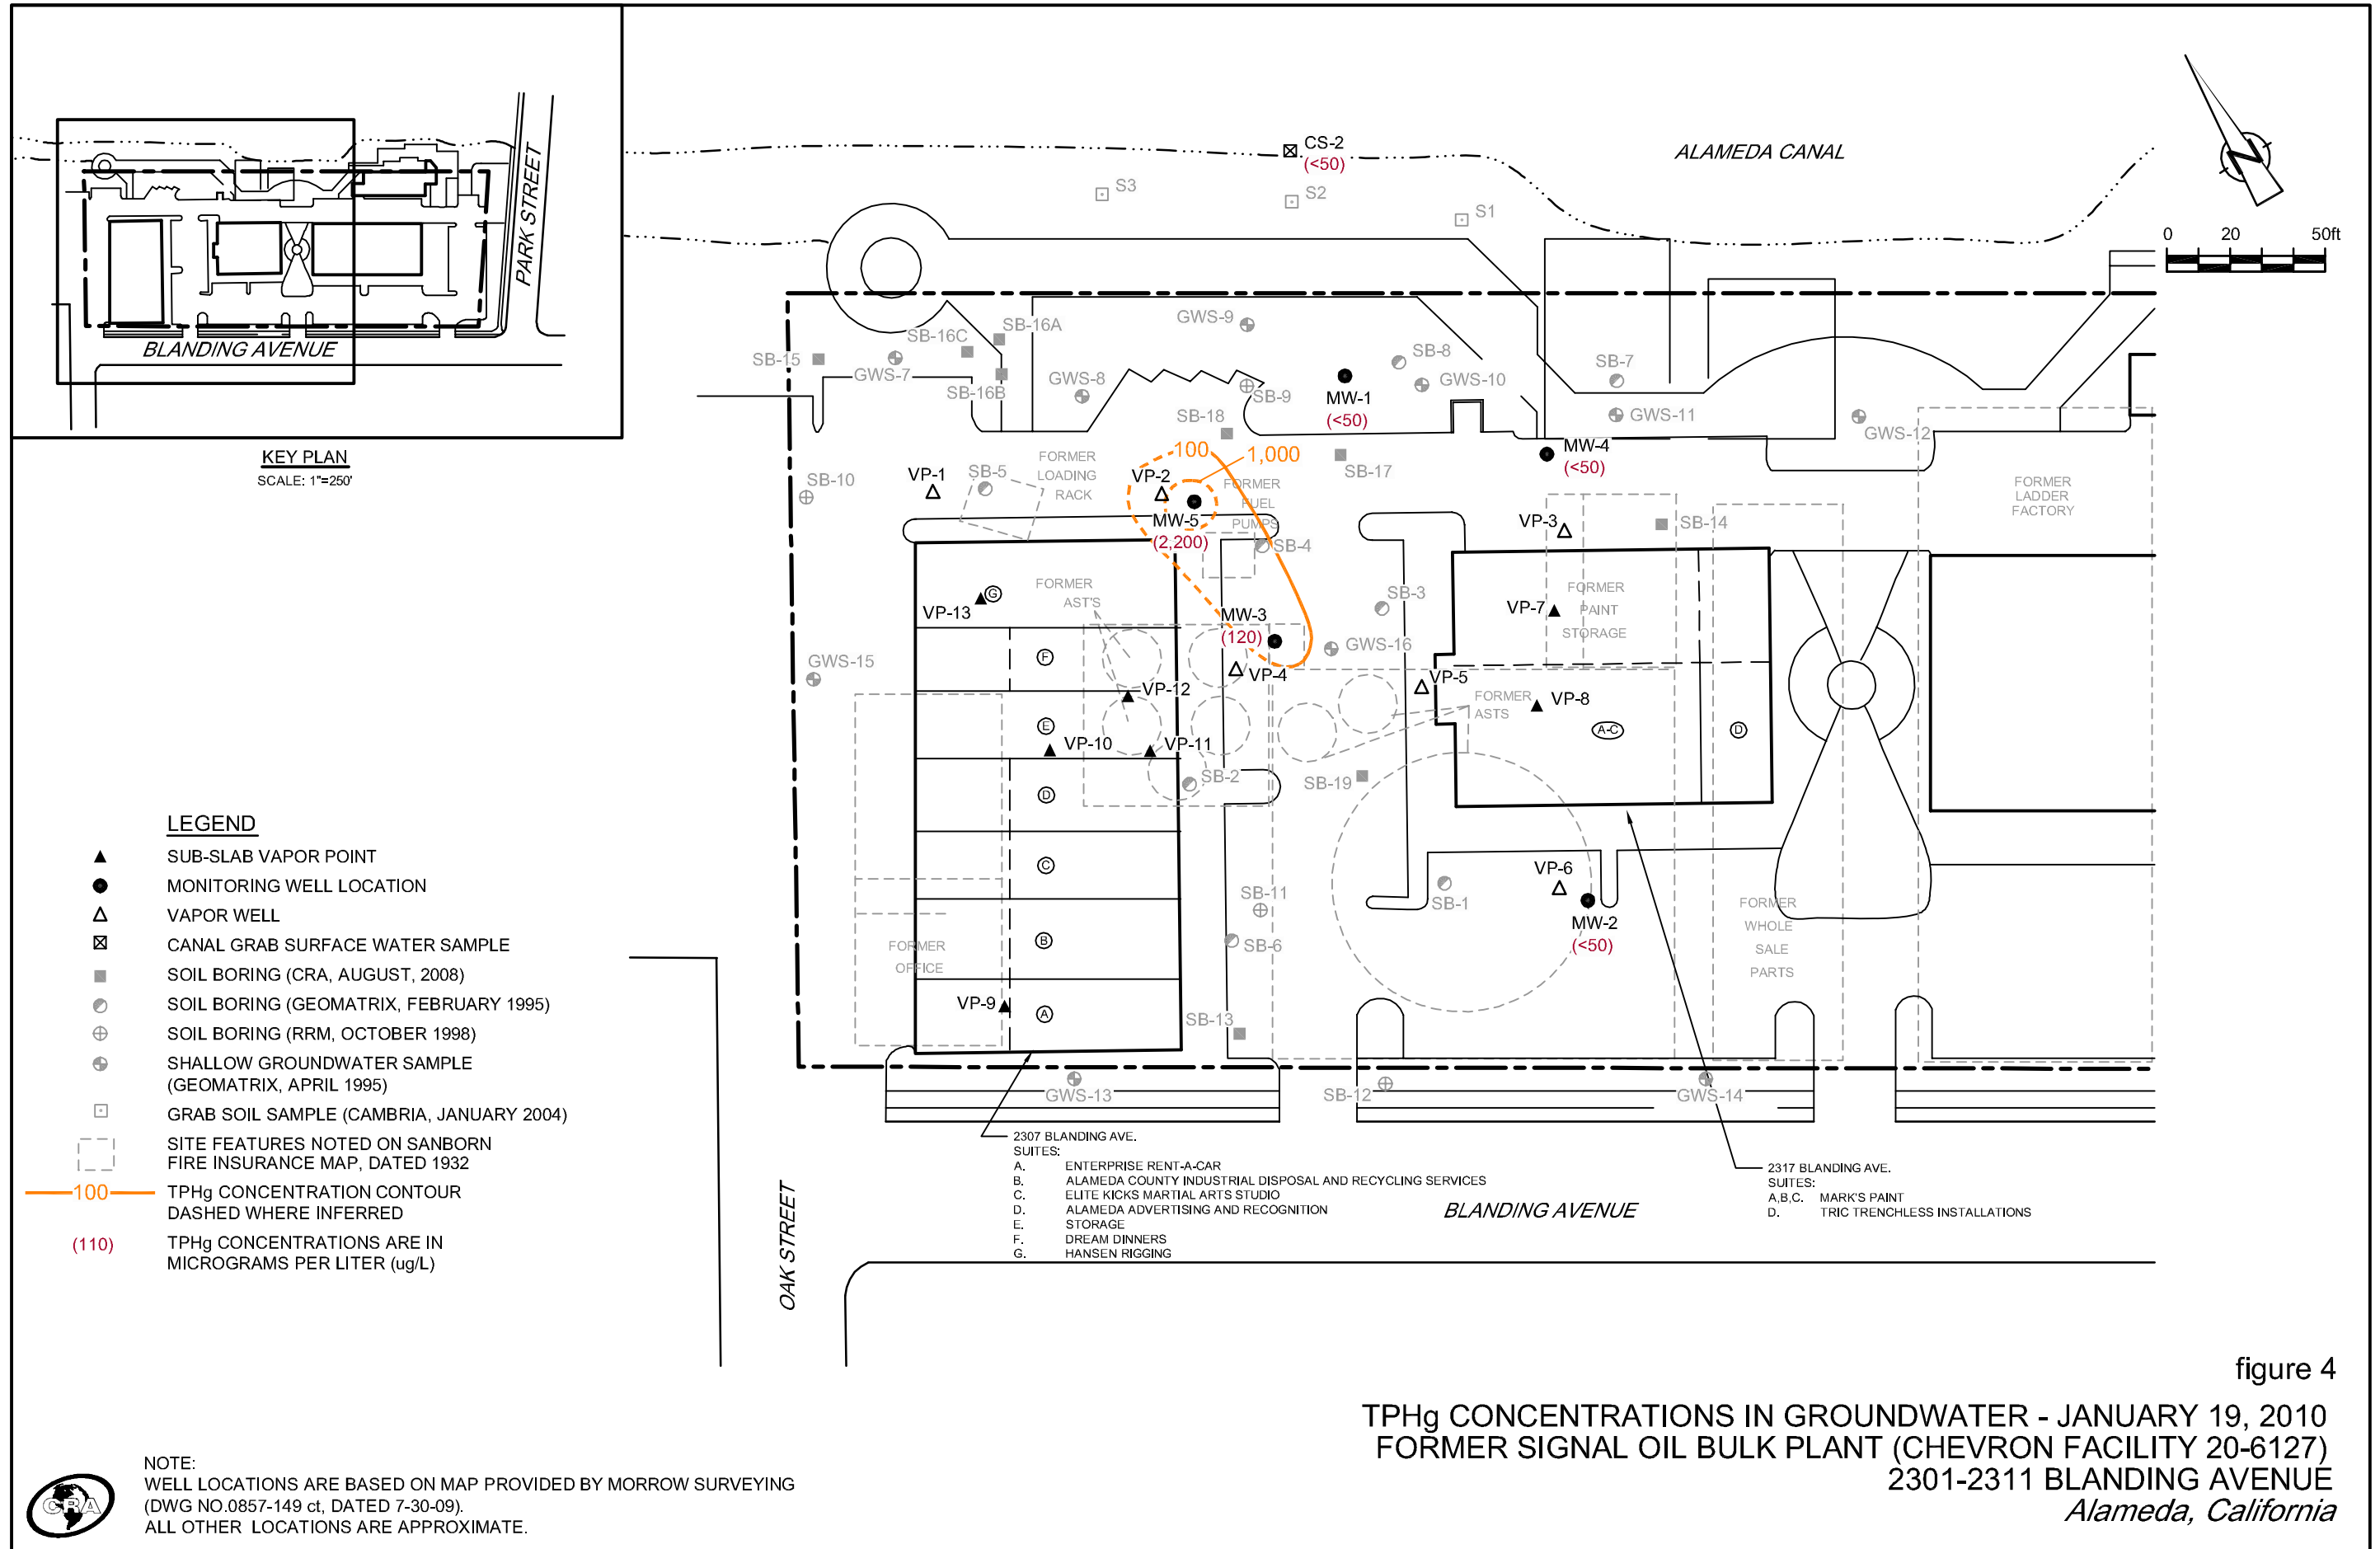 PARK STREET
BLANDING AVENUE
KEY PLAN
SCALE: 1"=250'
ALAMEDA CANAL
N
0 20 50ft
CS-2
(<50)
S3
S2
S1
SB-15
SB-16C
SB-16A
GWS-7
SB-16B
GWS-9
GWS-8
SB-9
SB-18
MW-1
(<50)
SB-8
GWS-10
SB-7
GWS-11
GWS-12
SB-17
MW-4
(<50)
SB-10
VP-1
SB-5
FORMER
LOADING
RACK
VP-2
100
1,000
FORMER
FUEL
PUMPS
MW-5
(2,200)
SB-4
VP-3
SB-14
FORMER
LADDER
FACTORY
VP-13
G
FORMER
AST'S
MW-3
(120)
SB-3
GWS-16
VP-4
VP-5
VP-7
FORMER
PAINT
STORAGE
GWS-15
F
VP-12
E
VP-10
VP-11
FORMER
ASTS
VP-8
A-C
D
D
SB-2
SB-19
C
SB-11
SB-1
VP-6
MW-2
(<50)
FORMER
WHOLE
SALE
PARTS
FORMER
OFFICE
B
SB-6
VP-9
A
SB-13
GWS-13
SB-12
GWS-14
2307 BLANDING AVE.
SUITES:
A. ENTERPRISE RENT-A-CAR
B. ALAMEDA COUNTY INDUSTRIAL DISPOSAL AND RECYCLING SERVICES
C. ELITE KICKS MARTIAL ARTS STUDIO
D. ALAMEDA ADVERTISING AND RECOGNITION
E. STORAGE
F. DREAM DINNERS
G. HANSEN RIGGING
2317 BLANDING AVE.
SUITES:
A,B,C. MARK'S PAINT
D. TRIC TRENCHLESS INSTALLATIONS
BLANDING AVENUE
OAK STREET
LEGEND
SUB-SLAB VAPOR POINT
MONITORING WELL LOCATION
VAPOR WELL
CANAL GRAB SURFACE WATER SAMPLE
SOIL BORING (CRA, AUGUST, 2008)
SOIL BORING (GEOMATRIX, FEBRUARY 1995)
SOIL BORING (RRM, OCTOBER 1998)
SHALLOW GROUNDWATER SAMPLE
(GEOMATRIX, APRIL 1995)
GRAB SOIL SAMPLE (CAMBRIA, JANUARY 2004)
SITE FEATURES NOTED ON SANBORN
FIRE INSURANCE MAP, DATED 1932
100 TPHg CONCENTRATION CONTOUR
DASHED WHERE INFERRED
(110) TPHg CONCENTRATIONS ARE IN
MICROGRAMS PER LITER (ug/L)
figure 4
TPHg CONCENTRATIONS IN GROUNDWATER - JANUARY 19, 2010
FORMER SIGNAL OIL BULK PLANT (CHEVRON FACILITY 20-6127)
2301-2311 BLANDING AVENUE
Alameda, California
CRA
NOTE:
WELL LOCATIONS ARE BASED ON MAP PROVIDED BY MORROW SURVEYING
(DWG NO.0857-149 ct, DATED 7-30-09).
ALL OTHER LOCATIONS ARE APPROXIMATE.